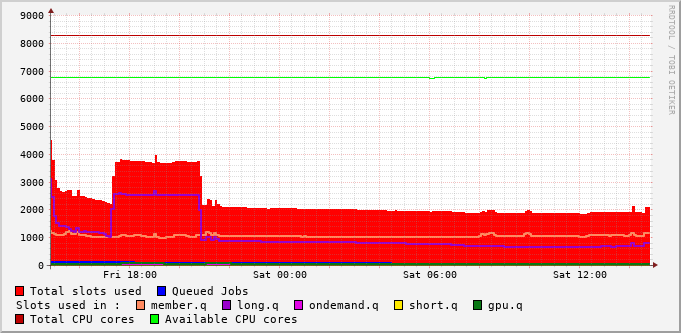 RRDTOOL / TOBI OETIKER
9000
8000
7000
6000
5000
4000
3000
2000
1000
0
Fri 18:00 Sat 00:00 Sat 06:00 Sat 12:00
Total slots used Queued Jobs
Slots used in : member.q long.q ondemand.q short.q gpu.q
Total CPU cores Available CPU cores